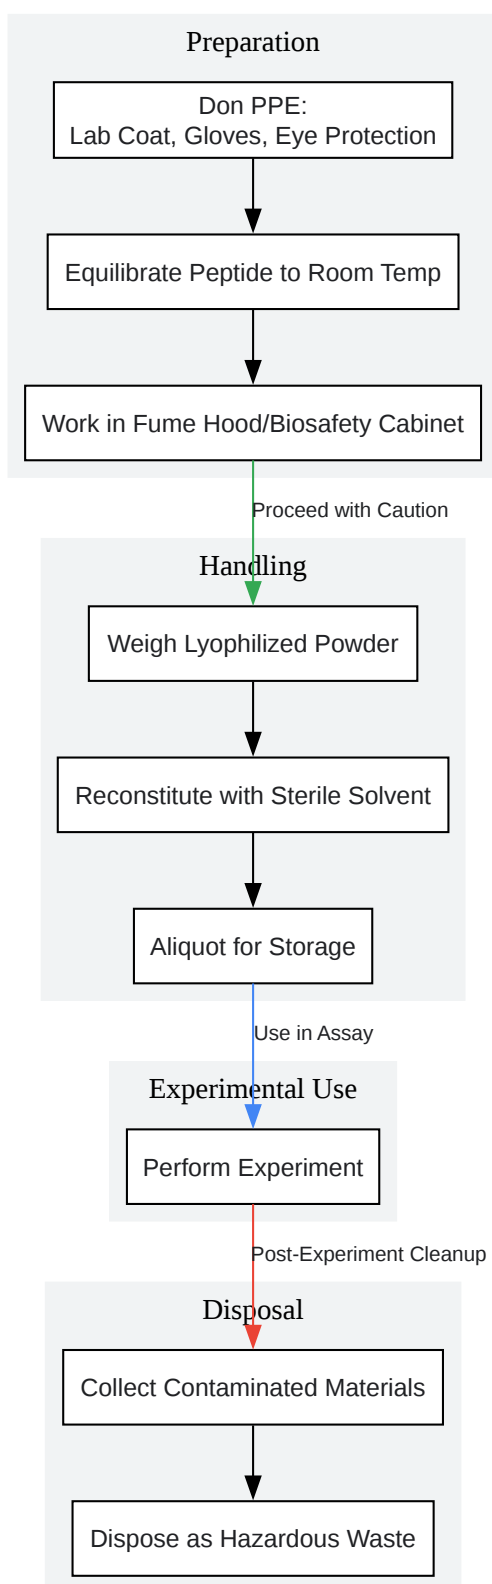 Preparation
Don PPE:
Lab Coat, Gloves, Eye Protection
Equilibrate Peptide to Room Temp
Work in Fume Hood/Biosafety Cabinet
Proceed with Caution
Handling
Weigh Lyophilized Powder
Reconstitute with Sterile Solvent
Aliquot for Storage
Use in Assay
Experimental Use
Perform Experiment
Post-Experiment Cleanup
Disposal
Collect Contaminated Materials
Dispose as Hazardous Waste